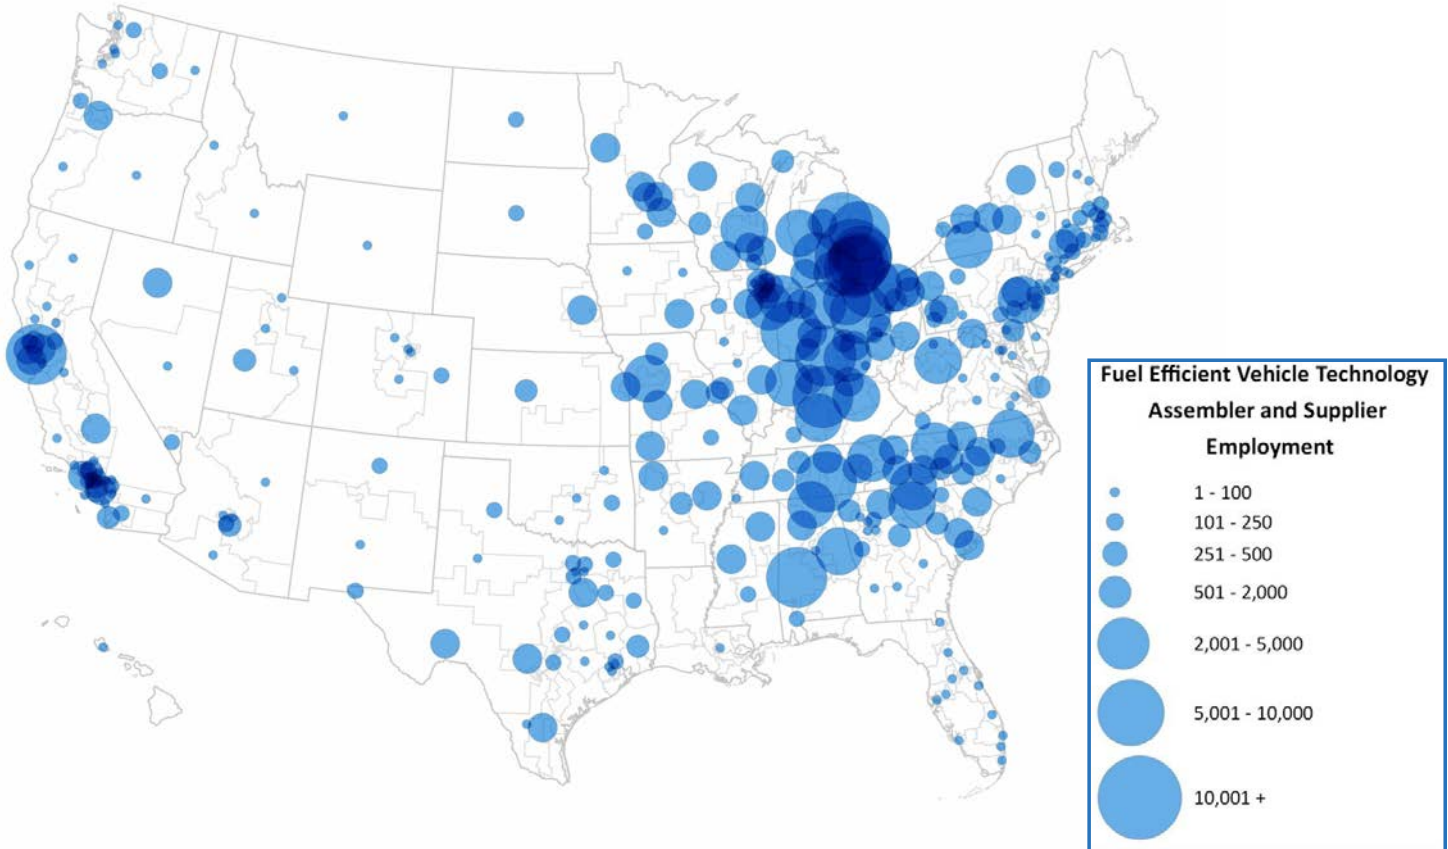 Fuel Efficient Vehicle Technology
Assembler and Supplier
Employment
1 - 100
101 - 250
251 - 500
501 - 2,000
2,001 - 5,000
5,001 - 10,000
10,001 +